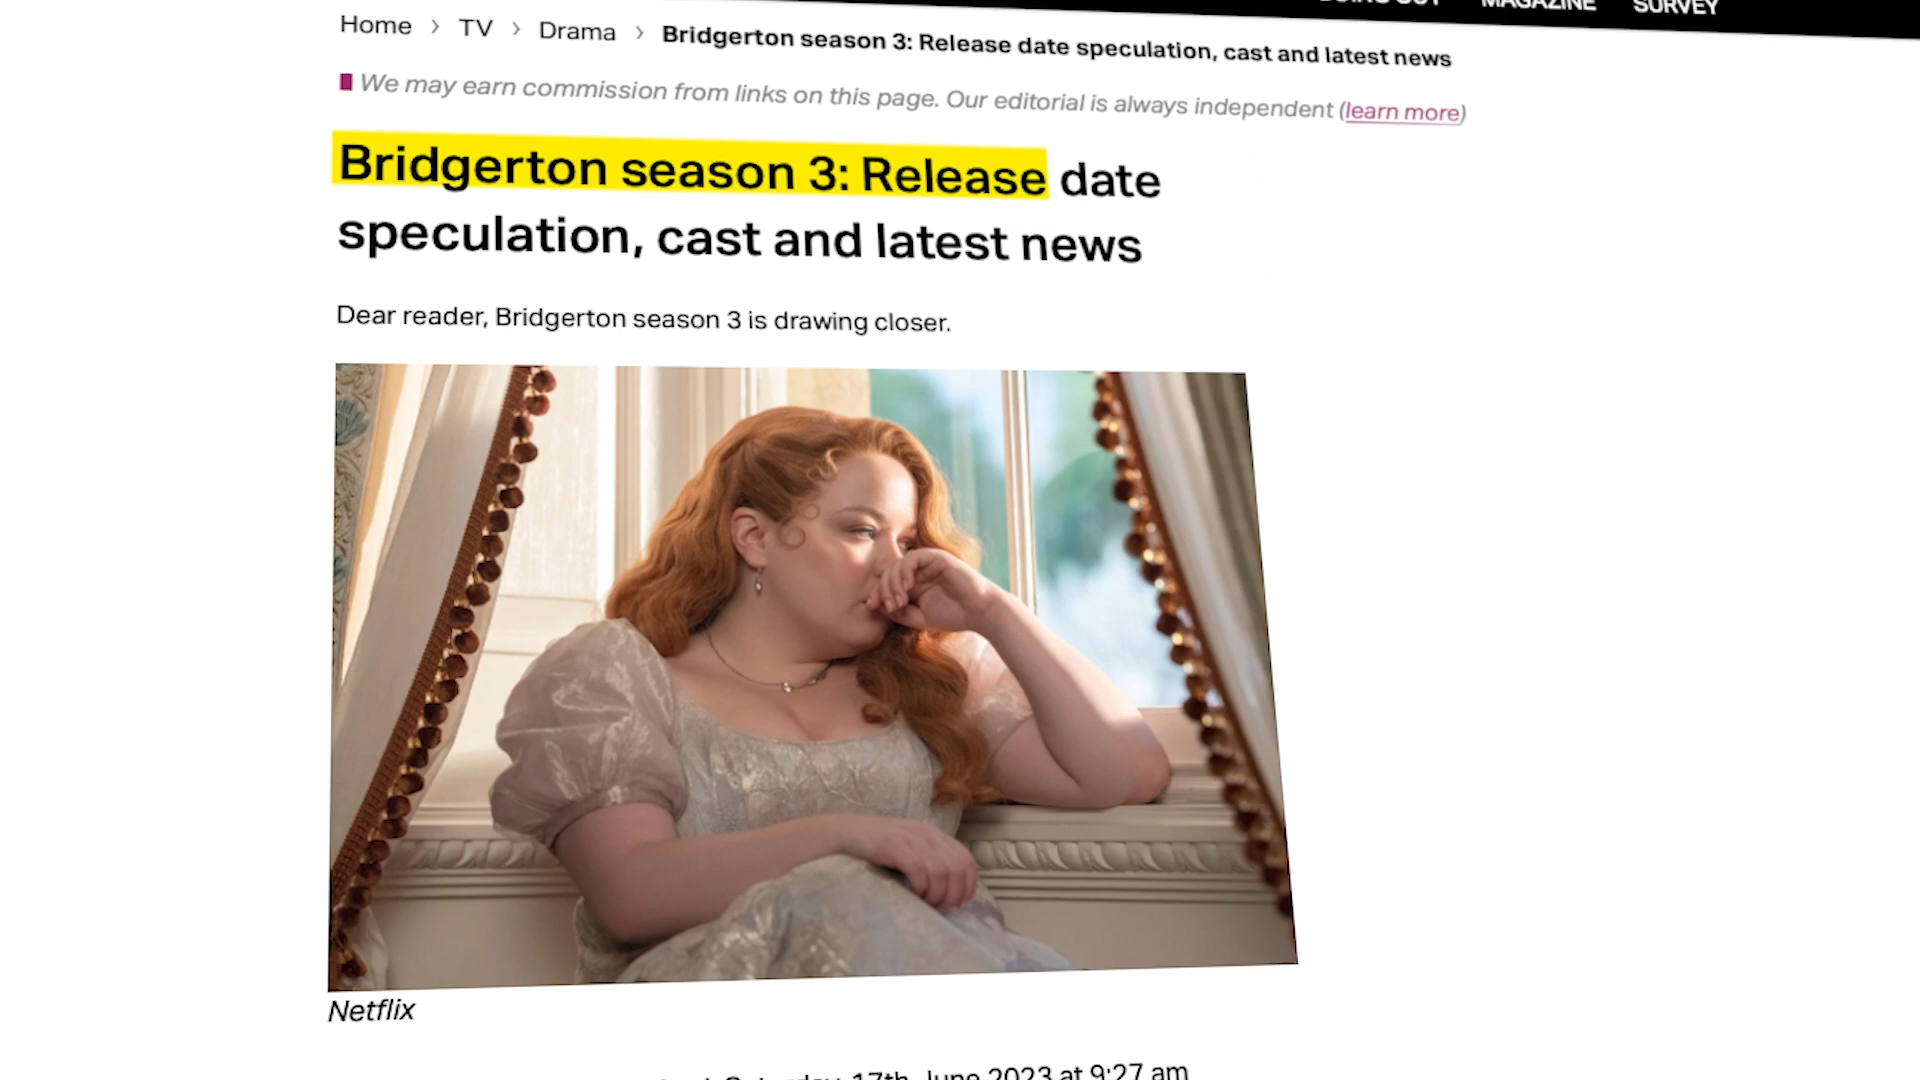 MAGAZINE SURVEY
Home > TV > Drama > Bridgerton season 3: Release date speculation, cast and latest news
We may earn commission from links on this page. Our editorial is always independent (learn more)
Bridgerton season 3: Release date
speculation, cast and latest news
Dear reader, Bridgerton season 3 is drawing closer.
Netflix
Saturday, 17th June 2023 at 9:27 am